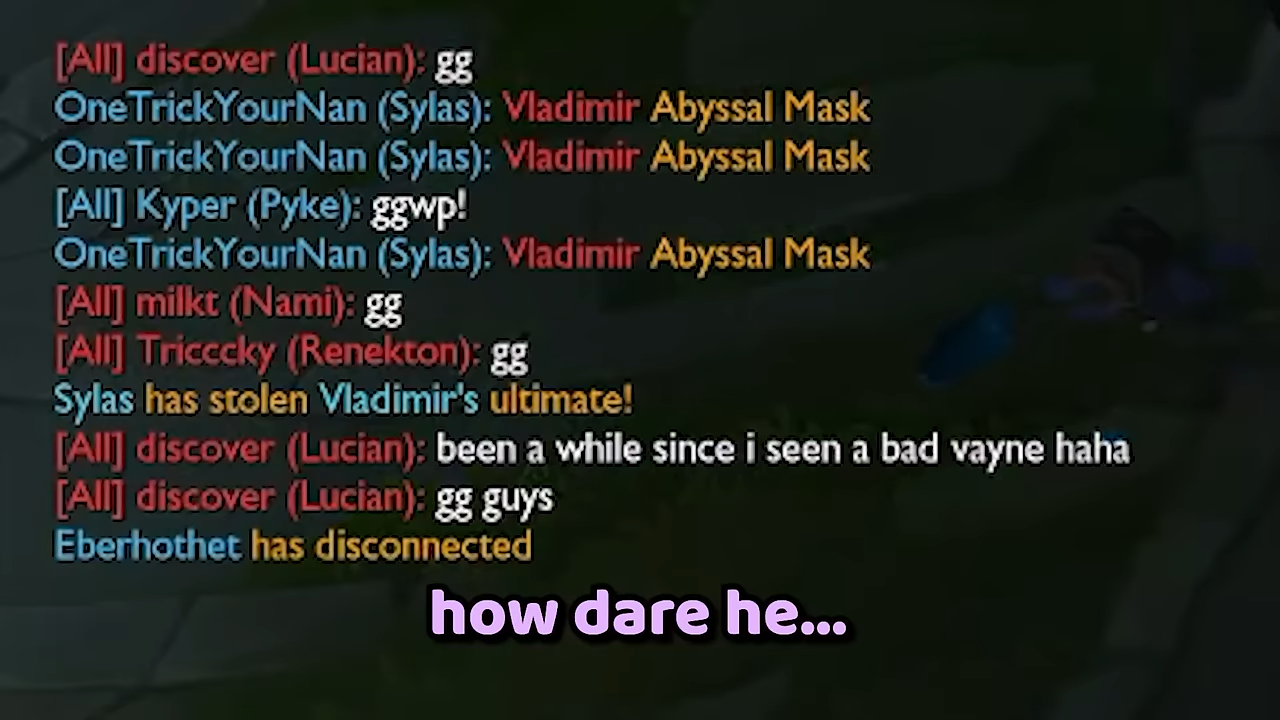 [All] discover (Lucian): gg
OneTrickYourNan (Sylas): Vladimir Abyssal Mask
OneTrickYourNan (Sylas): Vladimir Abyssal Mask
[All] Kyper (Pyke): ggwp!
OneTrickYourNan (Sylas): Vladimir Abyssal Mask
[All] milkt (Nami): gg
[All] Tricccky (Renekton): gg
Sylas has stolen Vladimir's ultimate!
[All] discover (Lucian): been a while since i seen a bad vayne haha
[All] discover (Lucian): gg guys
Eberhothet has disconnected
how dare he...